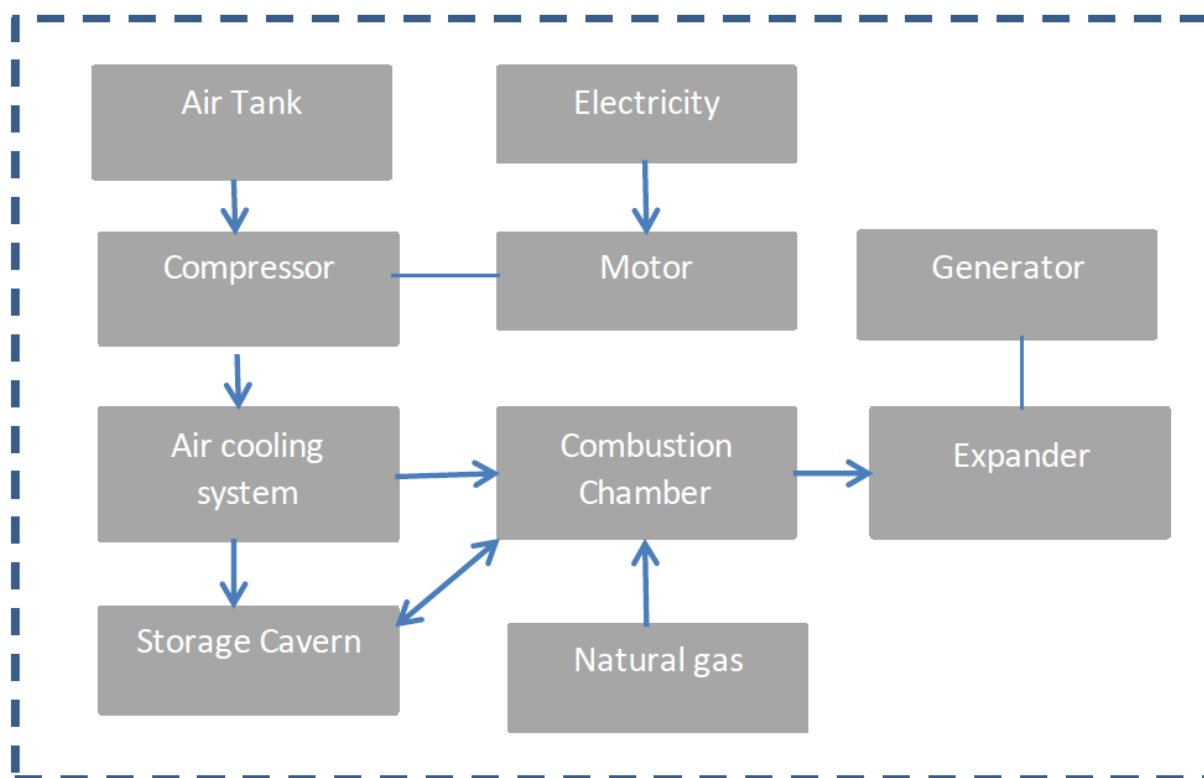 Air Tank
Electricity
Compressor
Motor
Generator
Air cooling
system
Combustion
Chamber
Expander
Storage Cavern
Natural gas